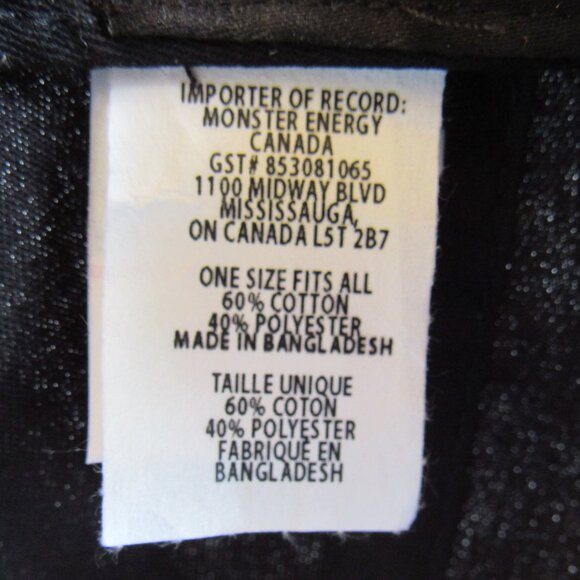 IMPORTER OF RECORD:
MONSTER ENERGY
CANADA
GST# 853081065
1100 MIDWAY BLVD
MISSISSAUGA,
ON CANADA L5T 2B7
ONE SIZE FITS ALL
60% COTTON
40% POLYESTER
MADE IN BANGLADESH
TAILLE UNIQUE
60% COTON
40% POLYESTER
FABRIQUE EN
BANGLADESH